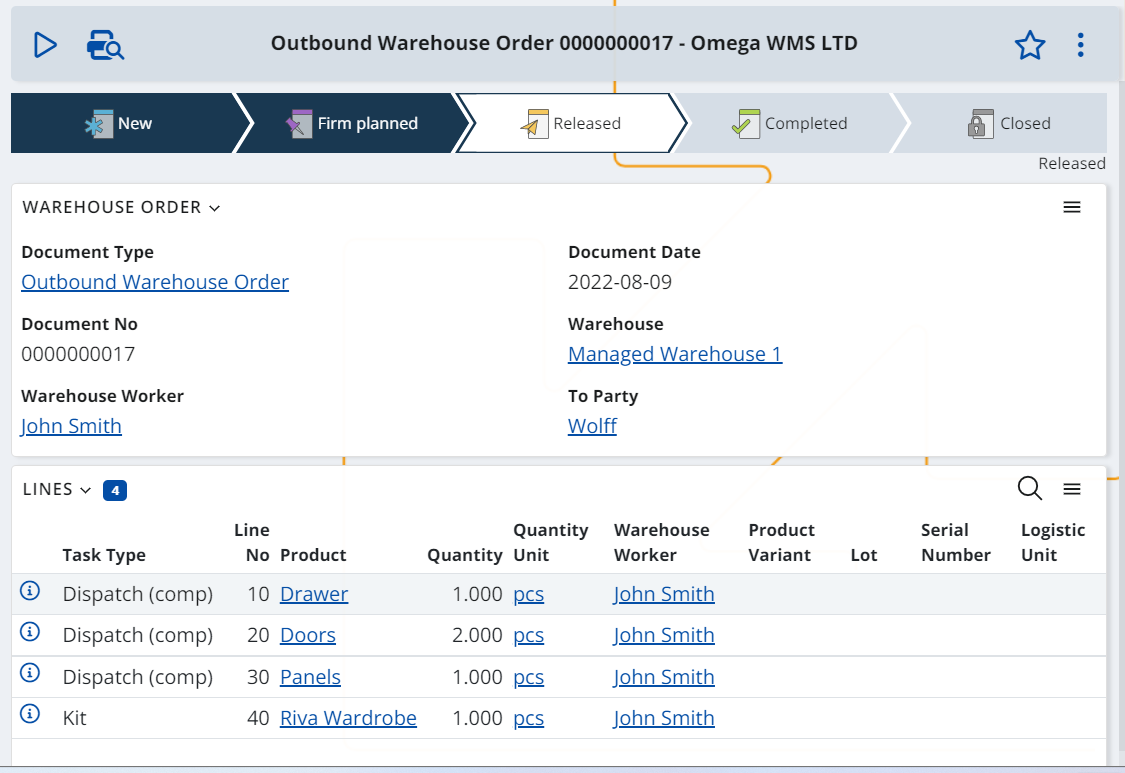 Outbound Warehouse Order 0000000017 - Omega WMS LTD
New
Firm planned
Released
Completed
Closed
Released
WAREHOUSE ORDER
Document Type
Outbound Warehouse Order
Document Date
2022-08-09
Document No
0000000017
Warehouse
Managed Warehouse 1
Warehouse Worker
John Smith
To Party
Wolff
LINES 4
Task Type Line No Product Quantity Quantity Unit Warehouse Worker Product Variant Lot Serial Number Logistic Unit
Dispatch (comp) 10 Drawer 1.000 pcs John Smith
Dispatch (comp) 20 Doors 2.000 pcs John Smith
Dispatch (comp) 30 Panels 1.000 pcs John Smith
Kit 40 Riva Wardrobe 1.000 pcs John Smith